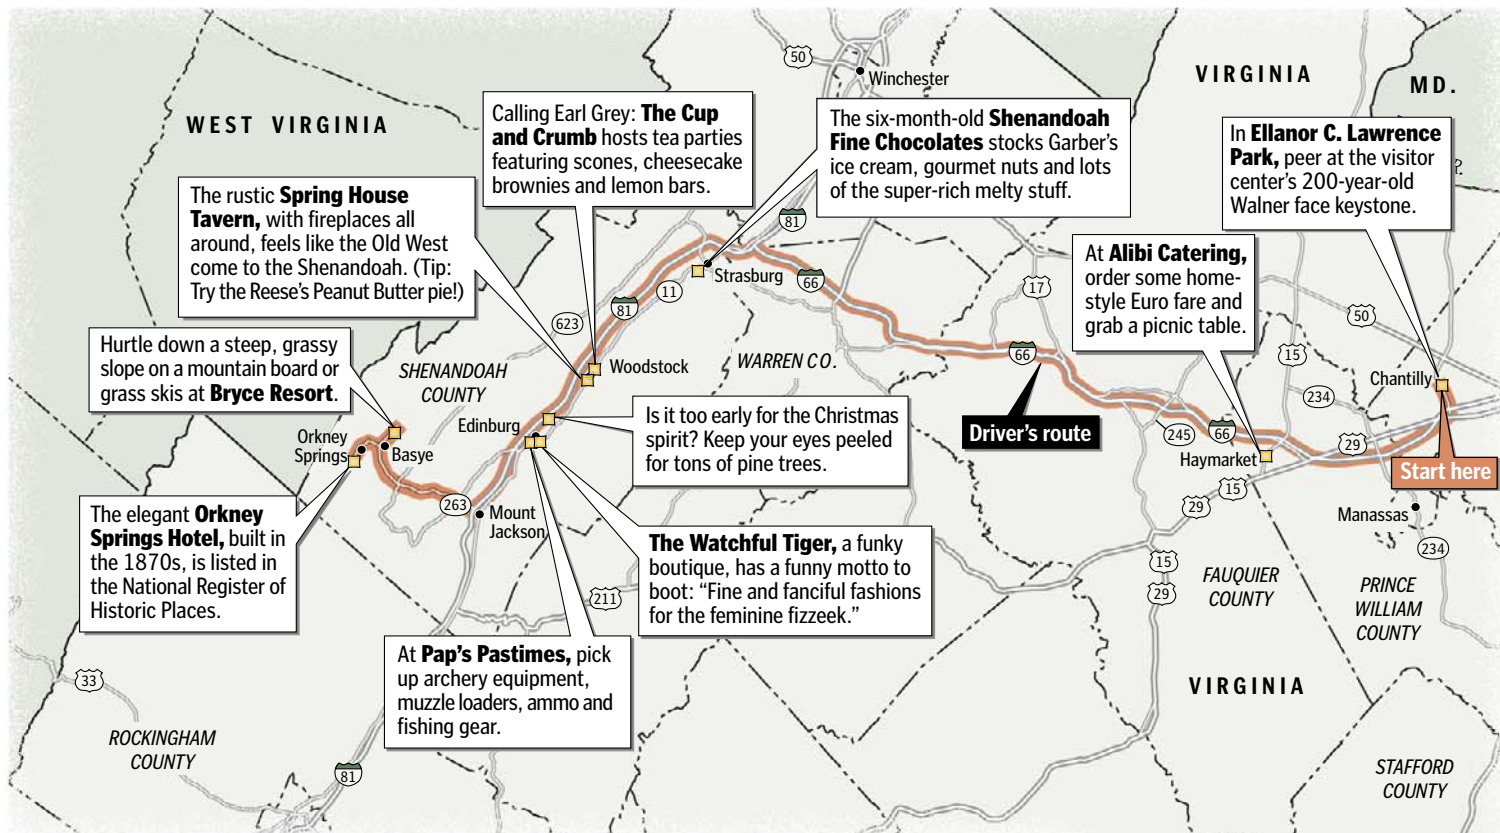 WEST VIRGINIA
VIRGINIA
MD.
50
Winchester
Calling Earl Grey: The Cup
and Crumb hosts tea parties
featuring scones, cheesecake
brownies and lemon bars.
The six-month-old Shenandoah
Fine Chocolates stocks Garber's
ice cream, gourmet nuts and lots
of the super-rich melty stuff.
In Ellanor C. Lawrence
Park, peer at the visitor
center's 200-year-old
Walner face keystone.
The rustic Spring House
Tavern, with fireplaces all
around, feels like the Old West
come to the Shenandoah. (Tip:
Try the Reese's Peanut Butter pie!)
At Alibi Catering,
order some home-
style Euro fare and
grab a picnic table.
Hurtle down a steep, grassy
slope on a mountain board or
grass skis at Bryce Resort.
81
Strasburg
66
11
81
623
17
50
15
66
Woodstock
WARREN CO.
SHENANDOAH
COUNTY
Chantilly
234
Driver's route
245
66
29
Haymarket
Start here
Edinburg
Is it too early for the Christmas
spirit? Keep your eyes peeled
for tons of pine trees.
Orkney
Springs
Basye
263
Mount
Jackson
15
29
Manassas
234
The elegant Orkney
Springs Hotel, built in
the 1870s, is listed in
the National Register of
Historic Places.
The Watchful Tiger, a funky
boutique, has a funny motto to
boot: “Fine and fanciful fashions
for the feminine fizzeek.”
15
29
211
FAUQUIER
COUNTY
PRINCE
WILLIAM
COUNTY
At Pap's Pastimes, pick
up archery equipment,
muzzle loaders, ammo and
fishing gear.
33
VIRGINIA
ROCKINGHAM
COUNTY
81
STAFFORD
COUNTY